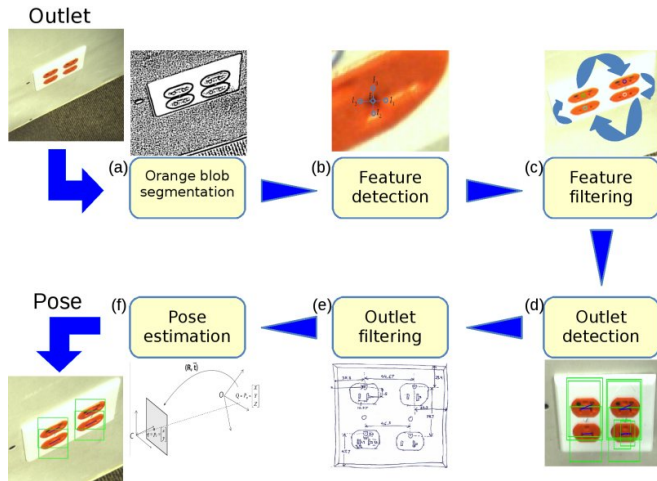 Outlet
(a)
Orange blob
segmentation
(b)
Feature
detection
(c)
Feature
filtering
Pose
(f)
Pose
estimation
(e)
Outlet
filtering
(d)
Outlet
detection
(R, t)
O
C